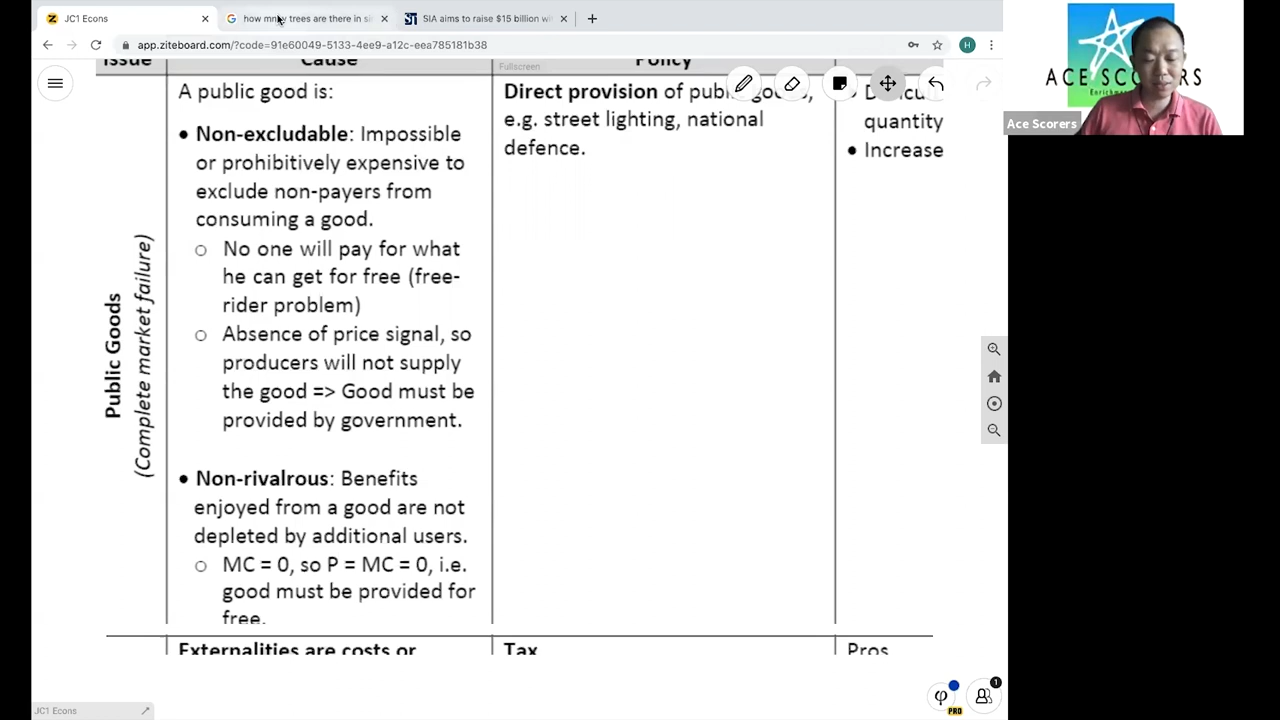 JC1 Econs
how mnay trees are there in si
SIA aims to raise $15 billion wi
app.ziteboard.com/?code=91e60049-5133-4ee9-a12c-eea785181b38
H
Issue
Cause
Policy
Fullscreen
Public Goods
(Complete market failure)
A public good is:
• Non-excludable: Impossible
or prohibitively expensive to
exclude non-payers from
consuming a good.
○ No one will pay for what
he can get for free (free-
rider problem)
○ Absence of price signal, so
producers will not supply
the good => Good must be
provided by government.
• Non-rivalrous: Benefits
enjoyed from a good are not
depleted by additional users.
○ MC = 0, so P = MC = 0, i.e.
good must be provided for
free.
Direct provision of public goods,
e.g. street lighting, national
defence.
quantity
• Increase
Externalities are costs or
Tax
Pros
JC1 Econs
φ
PRO
1
ACE SCORERS
Ace Scorers